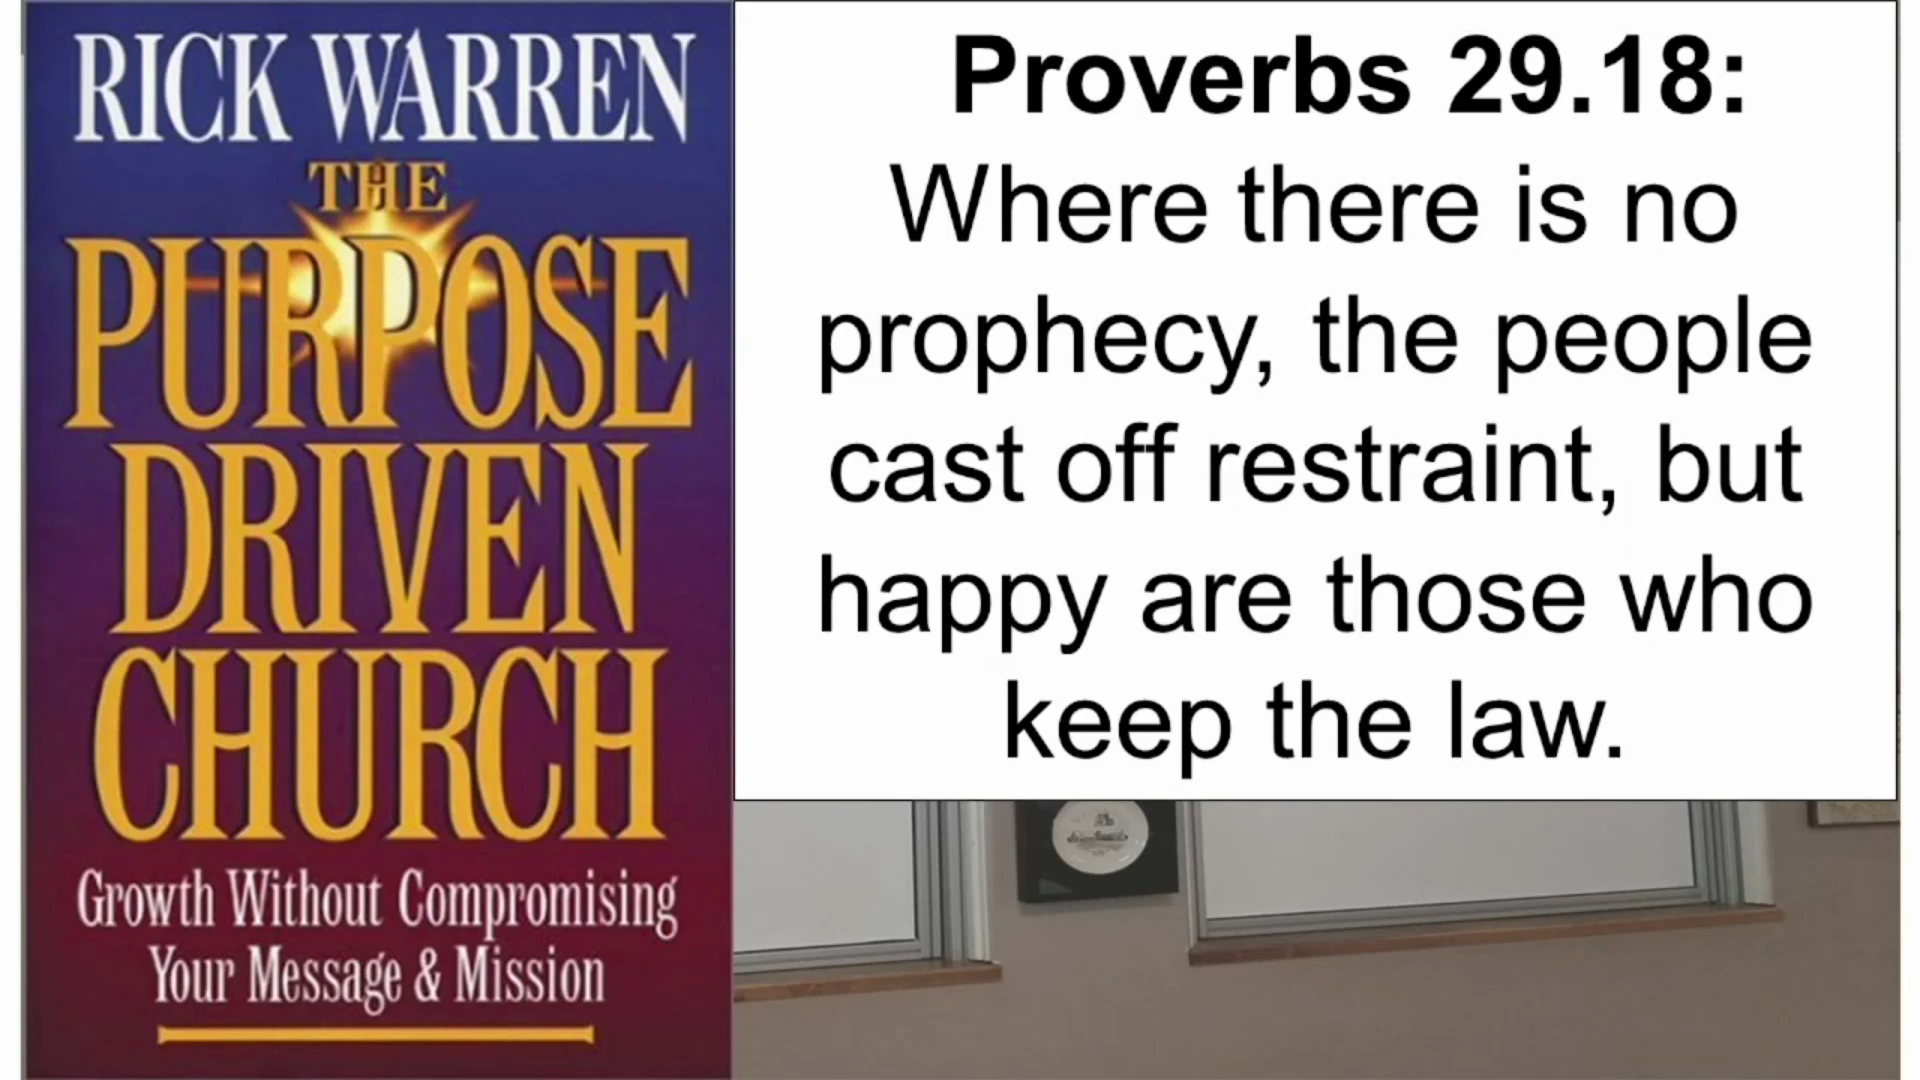 RICK WARREN
THE
PURPOSE
DRIVEN
CHURCH
Growth Without Compromising
Your Message & Mission
Proverbs 29.18:
Where there is no
prophecy, the people
cast off restraint, but
happy are those who
keep the law.